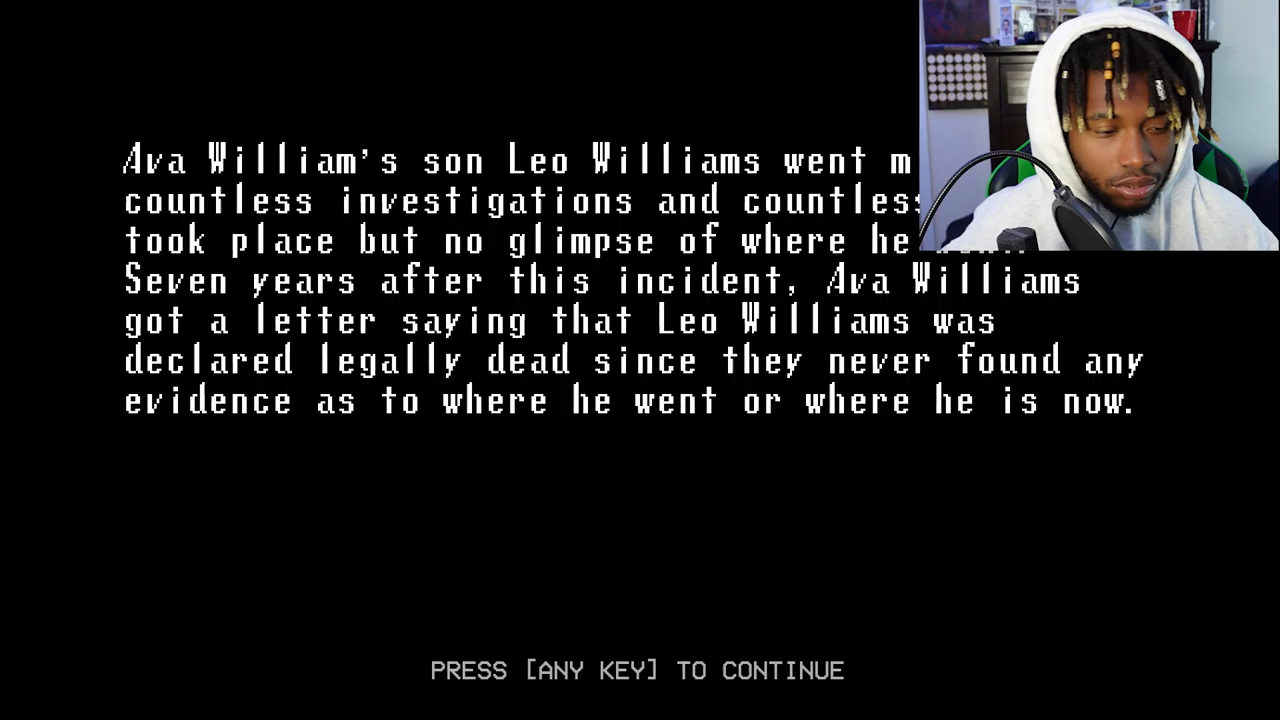 Ava William's son Leo Williams went
countless investigations and countless
took place but no glimpse of where he
Seven years after this incident, Ava Williams
got a letter saying that Leo Williams was
declared legally dead since they never found any
evidence as to where he went or where he is now.
PRESS [ANY KEY] TO CONTINUE